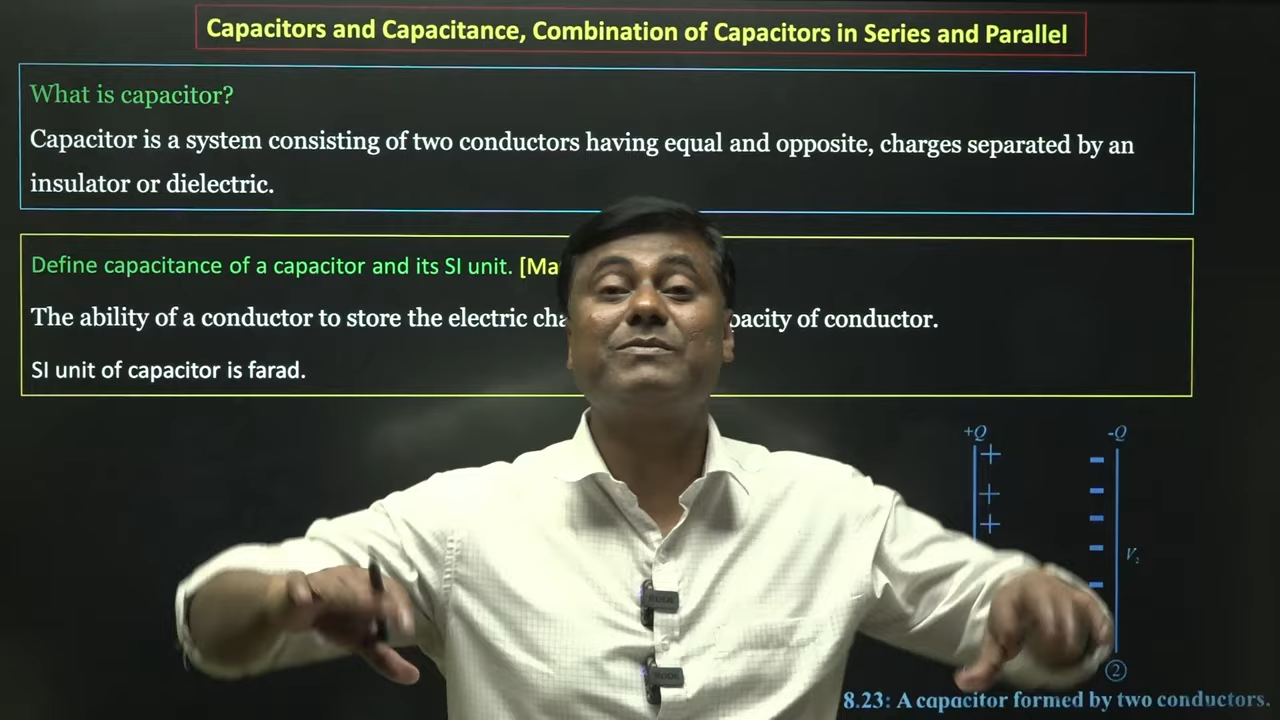 Capacitors and Capacitance, Combination of Capacitors in Series and Parallel
What is capacitor?
Capacitor is a system consisting of two conductors having equal and opposite, charges separated by an
insulator or dielectric.
Define capacitance of a capacitor and its SI unit. [Ma
The ability of a conductor to store the electric cha pacity of conductor.
SI unit of capacitor is farad.
+Q -Q
V₂
2
8.23: A capacitor formed by two conductors.